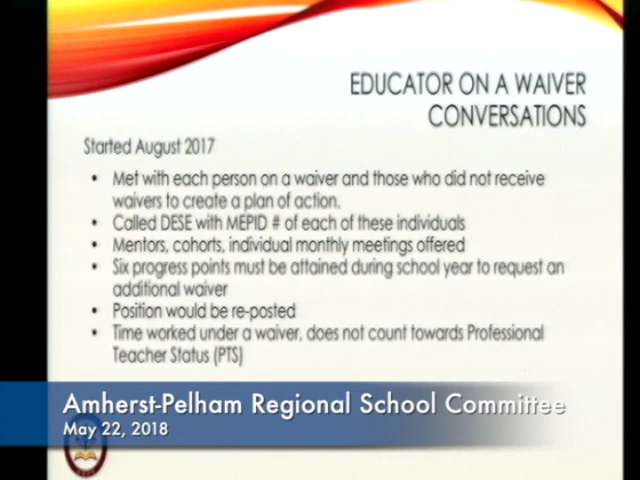 EDUCATOR ON A WAIVER
CONVERSATIONS
Started August 2017
• Met with each person on a waiver and those who did not receive
waivers to create a plan of action.
• Called DESE with MEPID # of each of these individuals
• Mentors, cohorts, individual monthly meetings offered
• Six progress points must be attained during school year to request an
additional waiver
• Position would be re-posted
• Time worked under a waiver, does not count towards Professional
Teacher Status (PTS)
Amherst-Pelham Regional School Committee
May 22, 2018